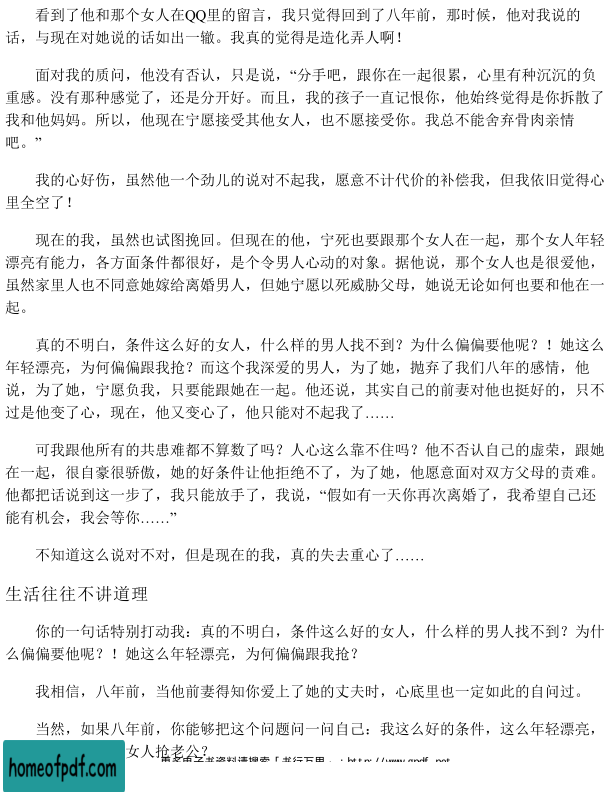 看到了他和那个女人在QQ里的留言，我只觉得回到了八年前，那时候，他对我说的
话，与现在对她说的话如出一辙。我真的觉得是造化弄人啊！
面对我的质问，他没有否认，只是说，“分手吧，跟你在一起很累，心里有种沉沉的负
重感。没有那种感觉了，还是分开好。而且，我的孩子一直记恨你，他始终觉得是你拆散了
我和他妈妈。所以，他现在宁愿接受其他女人，也不愿接受你。我总不能舍弃骨肉亲情
吧。”
我的心好伤，虽然他一个劲儿的说对不起我，愿意不计代价的补偿我，但我依旧觉得心
里全空了！
现在的我，虽然也试图挽回。但现在的他，宁死也要跟那个女人在一起，那个女人年轻
漂亮有能力，各方面条件都很好，是个令男人心动的对象。据他说，那个女人也是很爱他，
虽然家里人也不同意她嫁给离婚男人，但她宁愿以死威胁父母，她说无论如何也要和他在一
起。
真的不明白，条件这么好的女人，什么样的男人找不到？为什么偏偏要他呢？！她这么
年轻漂亮，为何偏偏跟我抢？而这个我深爱的男人，为了她，抛弃了我们八年的感情，他
说，为了她，宁愿负我，只要能跟她在一起。他还说，其实自己的前妻对他也挺好的，只不
过是他变了心，现在，他又变心了，他只能对不起我了……
可我跟他所有的共患难都不算数了吗？人心这么靠不住吗？他不否认自己的虚荣，跟她
在一起，很自豪很骄傲，她的好条件让他拒绝不了，为了她，他愿意面对双方父母的责难。
他都把话说到这一步了，我只能放手了，我说，“假如有一天你再次离婚了，我希望自己还
能有机会，我会等你……”
不知道这么说对不对，但是现在的我，真的失去重心了……
生活往往不讲道理
你的一句话特别打动我：真的不明白，条件这么好的女人，什么样的男人找不到？为什
么偏偏要他呢？！她这么年轻漂亮，为何偏偏跟我抢？
我相信，八年前，当他前妻得知你爱上了她的丈夫时，心底里也一定如此的自问过。
当然，如果八年前，你能够把这个问题问一问自己：我这么好的条件，这么年轻漂亮，
女人抢老公？
homeofpdf.com